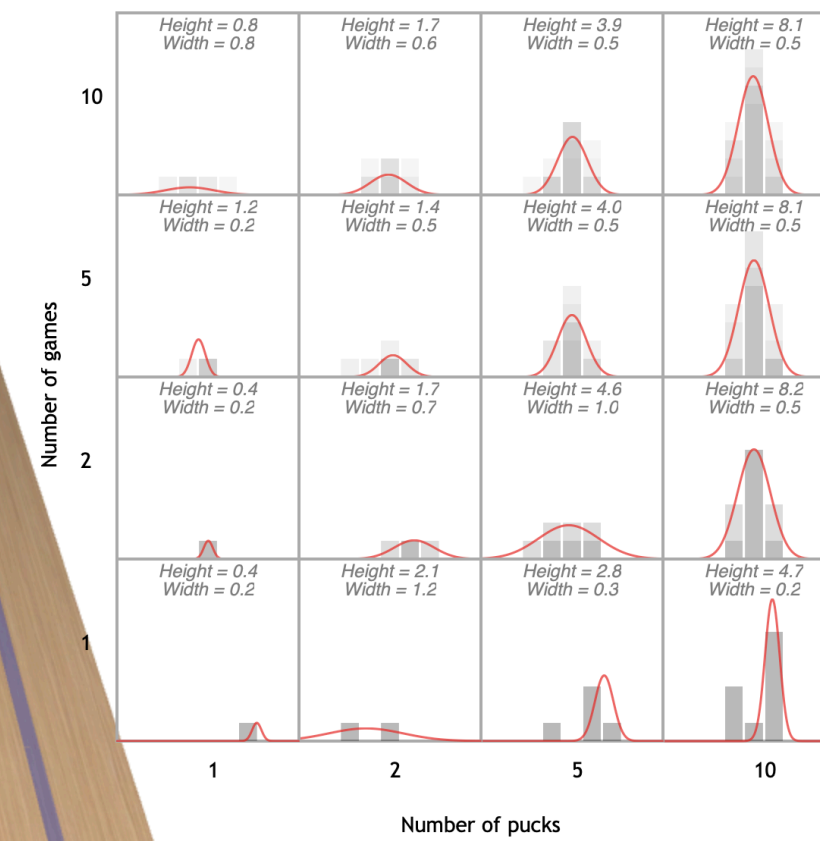 Height = 0.8
Width = 0.8
Height = 1.7
Width = 0.6
Height = 3.9
Width = 0.5
Height = 8.1
Width = 0.5
10
Height = 1.2
Width = 0.2
Height = 1.4
Width = 0.5
Height = 4.0
Width = 0.5
Height = 8.1
Width = 0.5
5
Number of games
Height = 0.4
Width = 0.2
Height = 1.7
Width = 0.7
Height = 4.6
Width = 1.0
Height = 8.2
Width = 0.5
2
Height = 0.4
Width = 0.2
Height = 2.1
Width = 1.2
Height = 2.8
Width = 0.3
Height = 4.7
Width = 0.2
1
1
2
5
10
Number of pucks